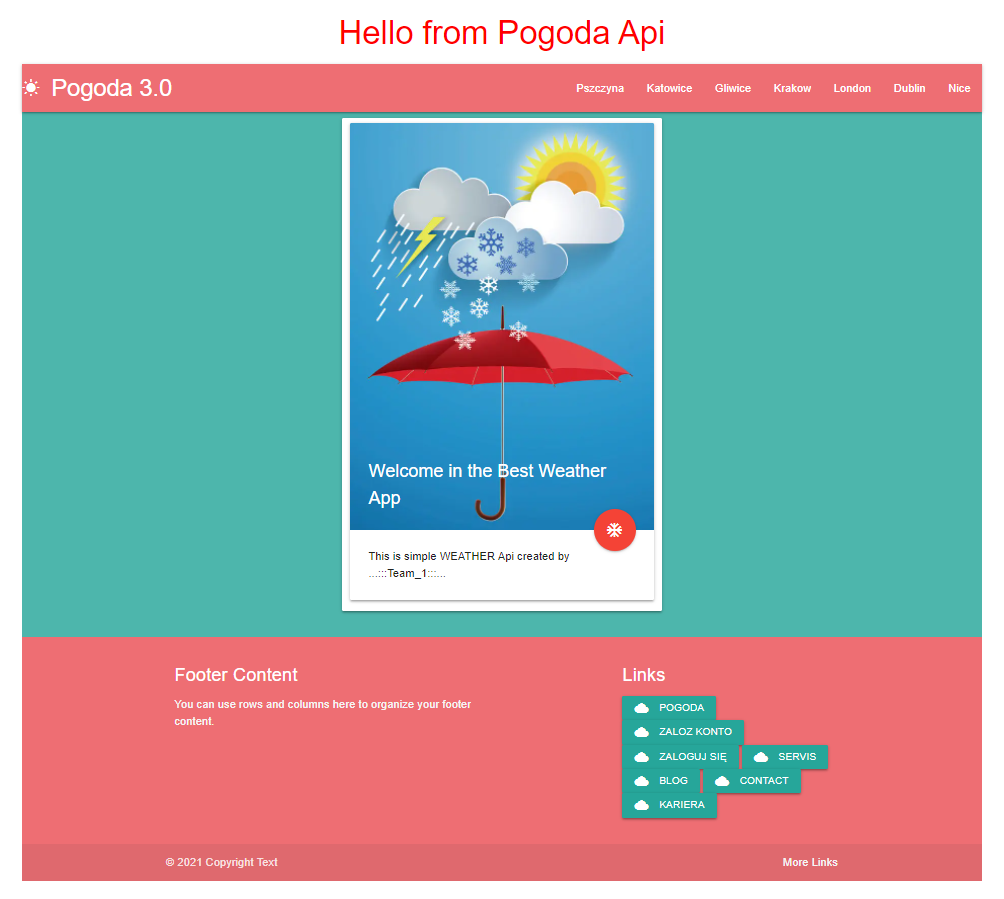 Hello from Pogoda Api
Pogoda 3.0
Pszczyna Katowice Gliwice Krakow London Dublin Nice
Welcome in the Best Weather
App
This is simple WEATHER Api created by
...:::Team_1:::...
Footer Content
You can use rows and columns here to organize your footer
content.
Links
POGODA
ZALOZ KONTO
ZALOGUJ SIĘ SERVIS
BLOG CONTACT
KARIERA
© 2021 Copyright Text
More Links